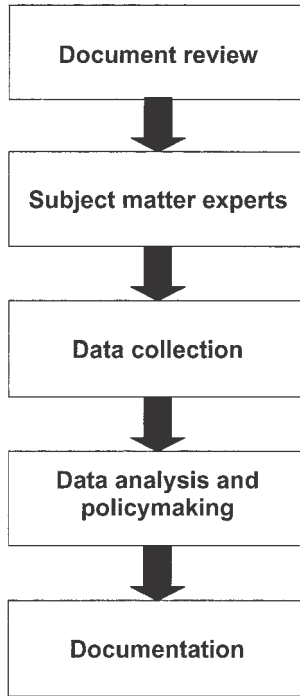 Document review
Subject matter experts
Data collection
Data analysis and
policymaking
Documentation